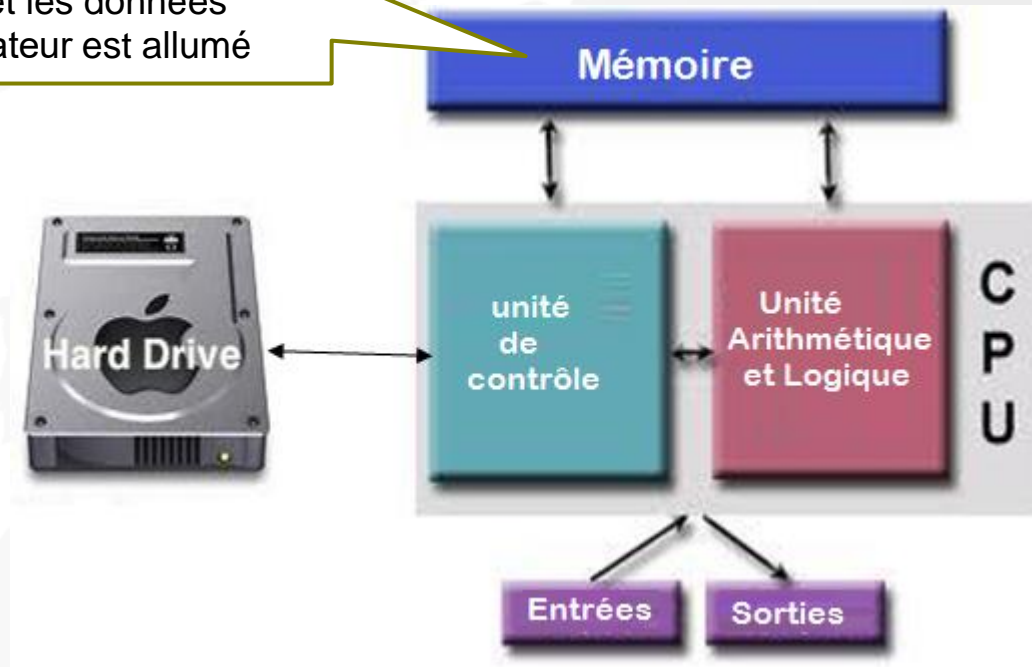 et les données
ateur est allumé
Mémoire
Hard Drive
unité
de
contrôle
Unité
Arithmétique
et Logique
C
P
U
Entrées
Sorties